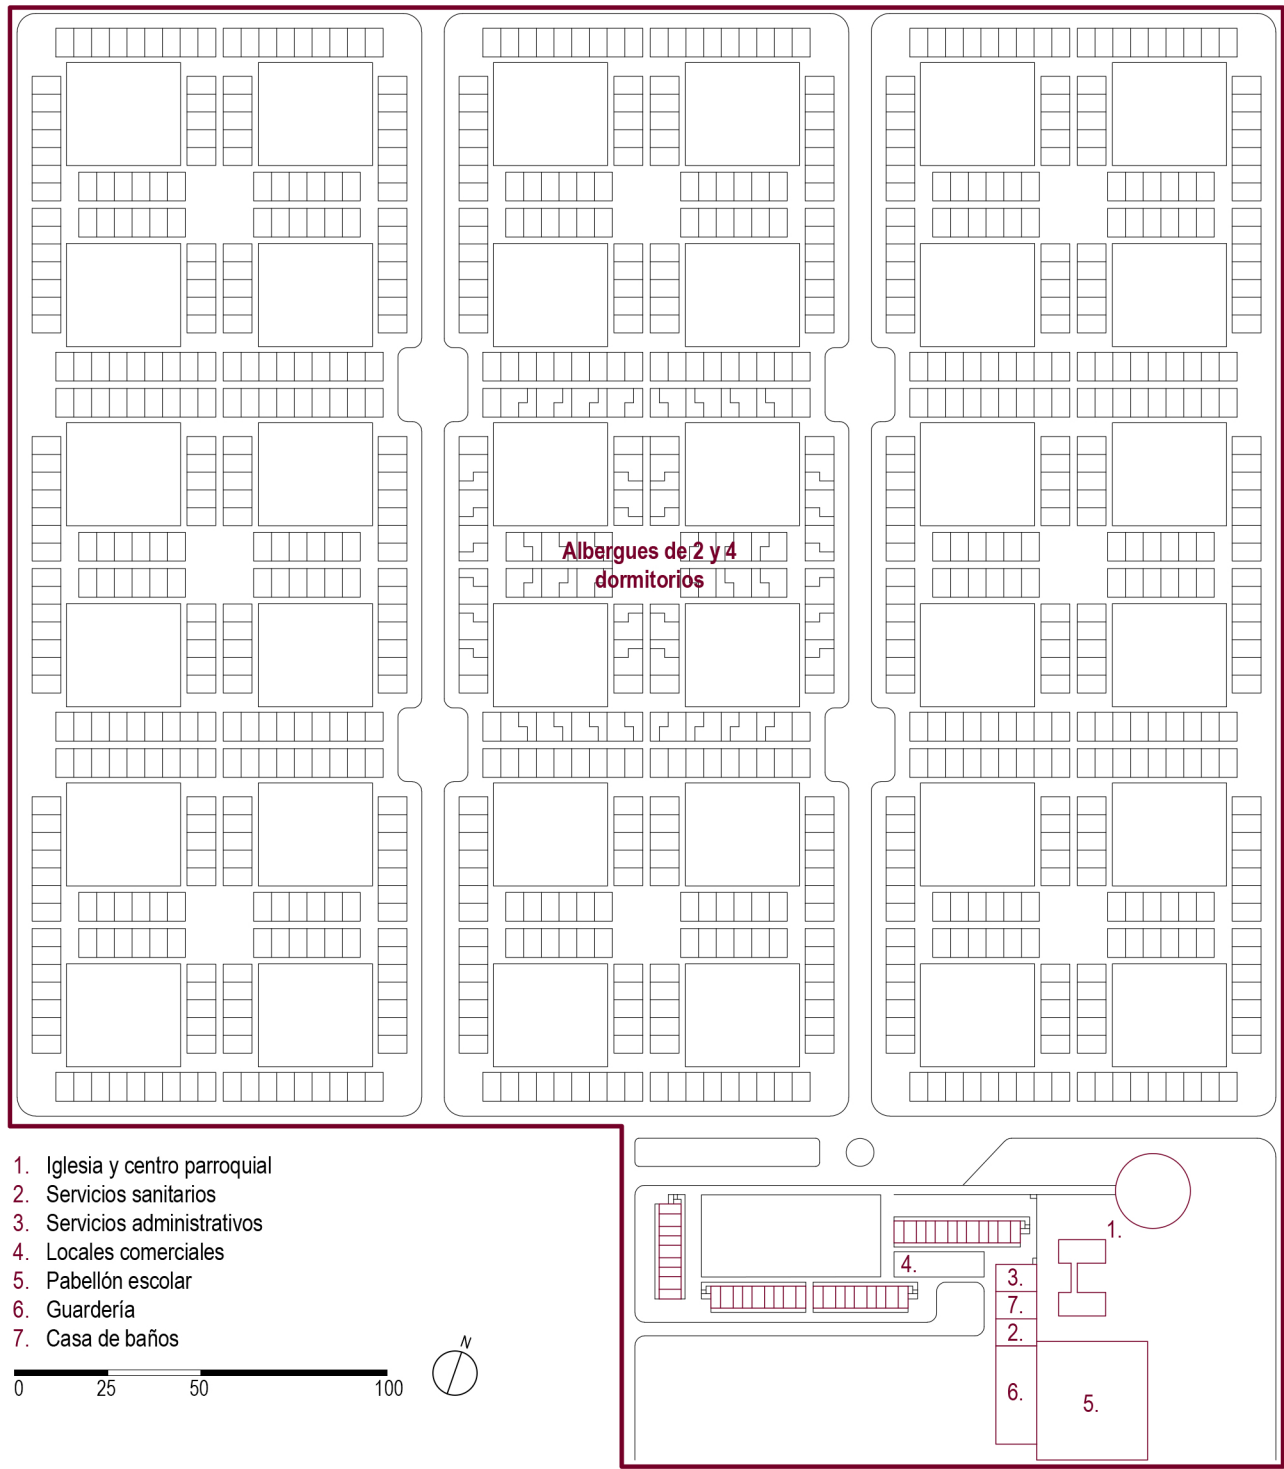 Albergues de 2 y 4
dormitorios
1. Iglesia y centro parroquial
2. Servicios sanitarios
3. Servicios administrativos
4. Locales comerciales
5. Pabellón escolar
6. Guardería
7. Casa de baños
0 25 50 100
N
1.
4.
3.
7.
2.
6.
5.